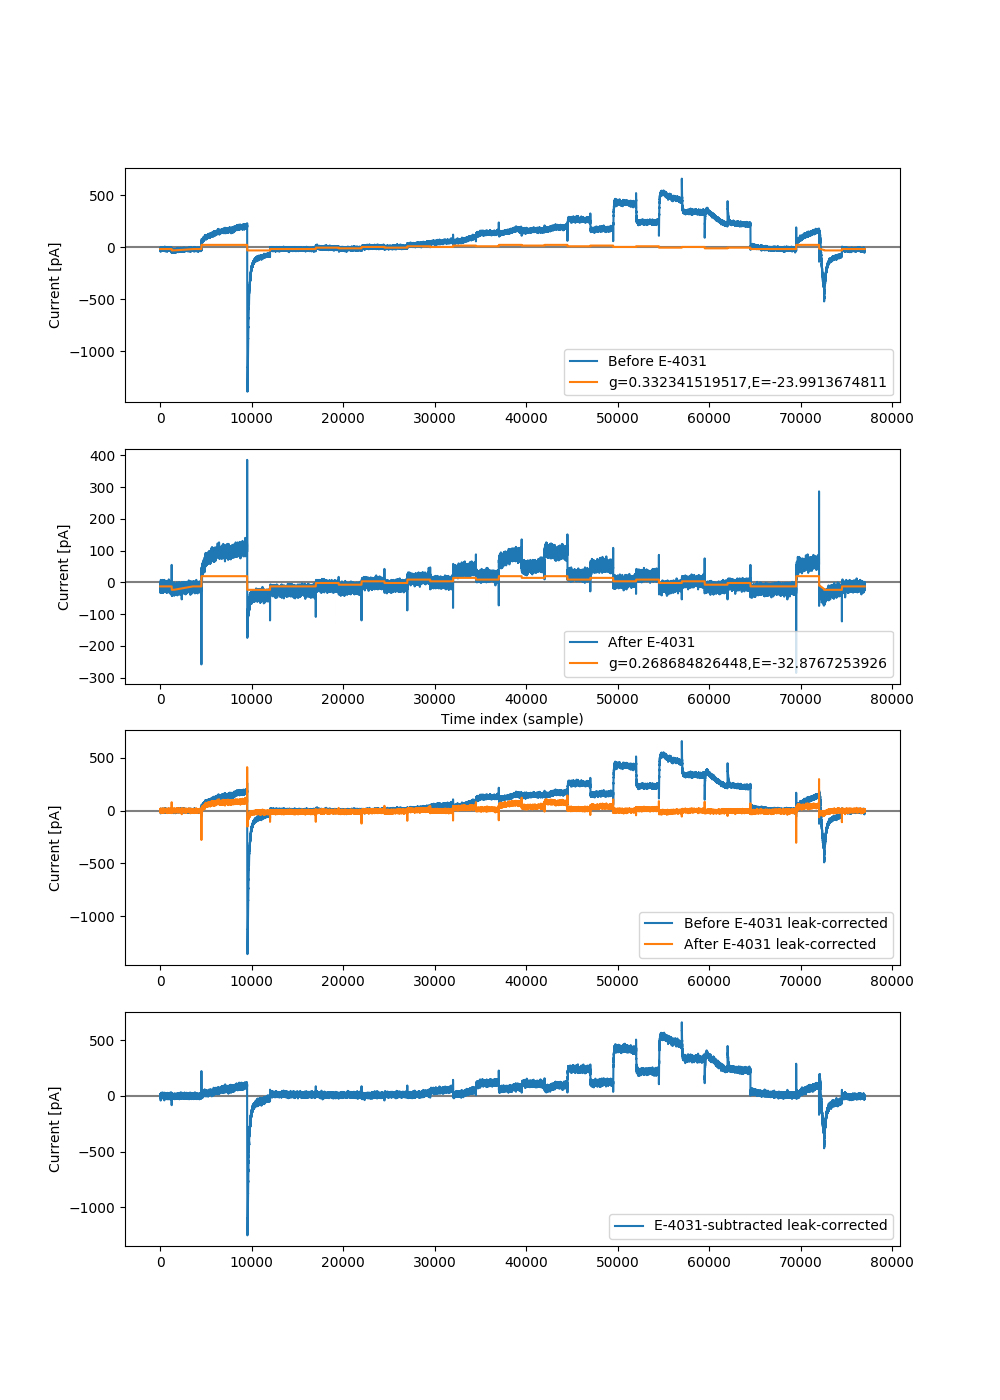 500
0
−500
−1000
Current [pA]
Before E-4031
g=0.332341519517,E=-23.9913674811
0 10000 20000 30000 40000 50000 60000 70000 80000
400
300
200
100
0
−100
−200
−300
Current [pA]
After E-4031
g=0.268684826448,E=-32.8767253926
0 10000 20000 30000 40000 50000 60000 70000 80000
Time index (sample)
500
0
−500
−1000
Current [pA]
Before E-4031 leak-corrected
After E-4031 leak-corrected
0 10000 20000 30000 40000 50000 60000 70000 80000
500
0
−500
−1000
Current [pA]
E-4031-subtracted leak-corrected
0 10000 20000 30000 40000 50000 60000 70000 80000